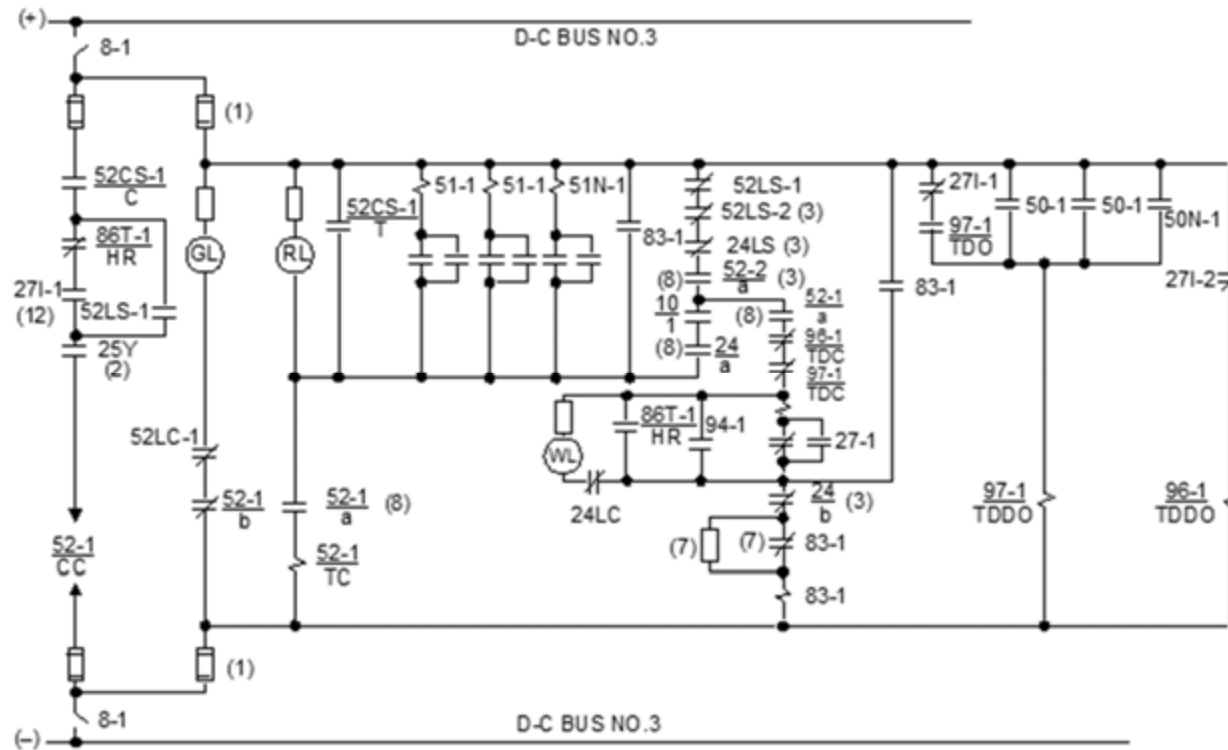 (+)
D-C BUS NO.3
8-1
(1)
52CS-1
C
86T-1
HR
27I-1
(12)
52LS-1
25Y
(2)
52-1
CC
GL
52LC-1
52-1
b
RL
52CS-1
T
52-1
a
(8)
52-1
TC
51-1
51-1
51N-1
83-1
52LS-1
52LS-2 (3)
24LS (3)
(8)
52-2
a
(3)
10
1
(8)
24
a
(8)
52-1
a
96-1
TDC
97-1
TDC
WL
86T-1
HR
94-1
27-1
24LC
24
b
(3)
(7)
(7)
83-1
83-1
83-1
27I-1
97-1
TDO
50-1
50-1
50N-1
27I-2
97-1
TDDO
96-1
TDDO
(1)
8-1
D-C BUS NO.3
(–)